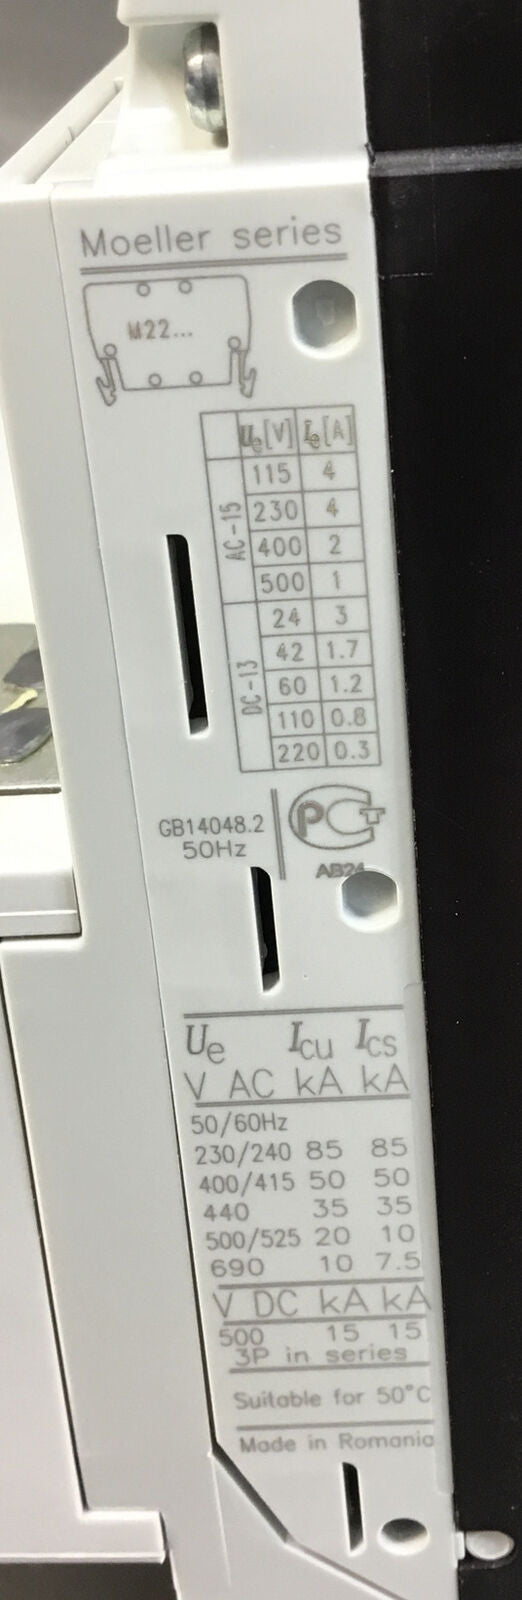 Moeller series
M22...
Ue[V] Ie[A]
AC-15
115 4
230 4
400 2
500 1
DC-13
24 3
42 1.7
60 1.2
110 0.8
220 0.3
GB14048.2
50Hz
PCT
AB24
Ue Icu Ics
V AC kA kA
50/60Hz
230/240 85 85
400/415 50 50
440 35 35
500/525 20 10
690 10 7.5
V DC kA kA
500 15 15
3P in series
Suitable for 50°C
Made in Romania